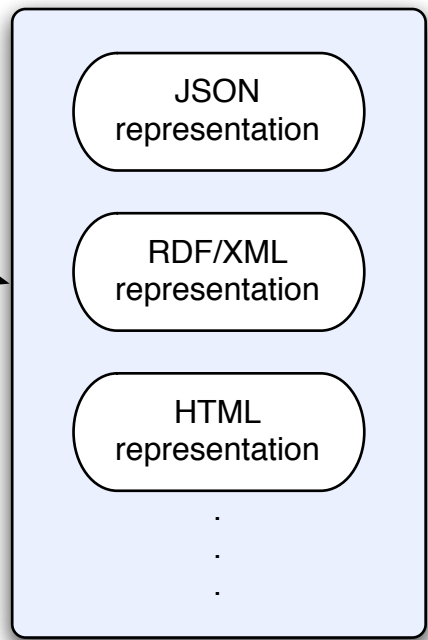 JSON
representation
RDF/XML
representation
HTML
representation
.
.
.